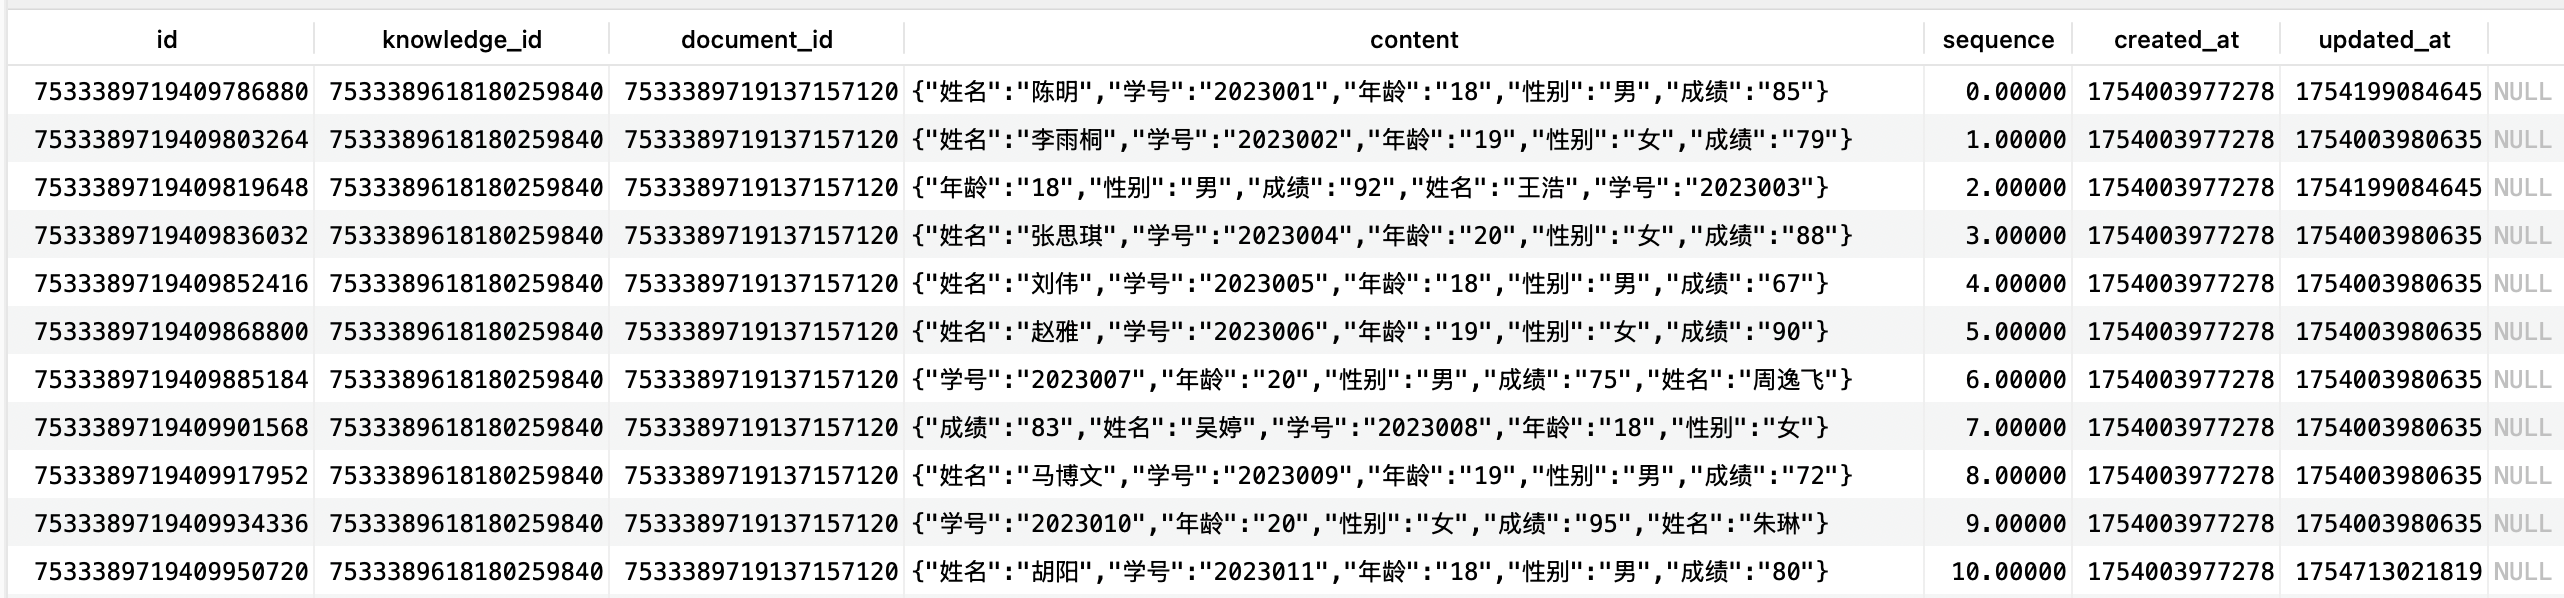 id knowledge_id document_id content sequence created_at updated_at
7533389719409786880 7533389618180259840 7533389719137157120 {"姓名":"陈明","学号":"2023001","年龄":"18","性别":"男","成绩":"85"} 0.00000 1754003977278 1754199084645 NULL
7533389719409803264 7533389618180259840 7533389719137157120 {"姓名":"李雨桐","学号":"2023002","年龄":"19","性别":"女","成绩":"79"} 1.00000 1754003977278 1754003980635 NULL
7533389719409819648 7533389618180259840 7533389719137157120 {"年龄":"18","性别":"男","成绩":"92","姓名":"王浩","学号":"2023003"} 2.00000 1754003977278 1754199084645 NULL
7533389719409836032 7533389618180259840 7533389719137157120 {"姓名":"张思琪","学号":"2023004","年龄":"20","性别":"女","成绩":"88"} 3.00000 1754003977278 1754003980635 NULL
7533389719409852416 7533389618180259840 7533389719137157120 {"姓名":"刘伟","学号":"2023005","年龄":"18","性别":"男","成绩":"67"} 4.00000 1754003977278 1754003980635 NULL
7533389719409868800 7533389618180259840 7533389719137157120 {"姓名":"赵雅","学号":"2023006","年龄":"19","性别":"女","成绩":"90"} 5.00000 1754003977278 1754003980635 NULL
7533389719409885184 7533389618180259840 7533389719137157120 {"学号":"2023007","年龄":"20","性别":"男","成绩":"75","姓名":"周逸飞"} 6.00000 1754003977278 1754003980635 NULL
7533389719409901568 7533389618180259840 7533389719137157120 {"成绩":"83","姓名":"吴婷","学号":"2023008","年龄":"18","性别":"女"} 7.00000 1754003977278 1754003980635 NULL
7533389719409917952 7533389618180259840 7533389719137157120 {"姓名":"马博文","学号":"2023009","年龄":"19","性别":"男","成绩":"72"} 8.00000 1754003977278 1754003980635 NULL
7533389719409934336 7533389618180259840 7533389719137157120 {"学号":"2023010","年龄":"20","性别":"女","成绩":"95","姓名":"朱琳"} 9.00000 1754003977278 1754003980635 NULL
7533389719409950720 7533389618180259840 7533389719137157120 {"姓名":"胡阳","学号":"2023011","年龄":"18","性别":"男","成绩":"80"} 10.00000 1754003977278 1754713021819 NULL